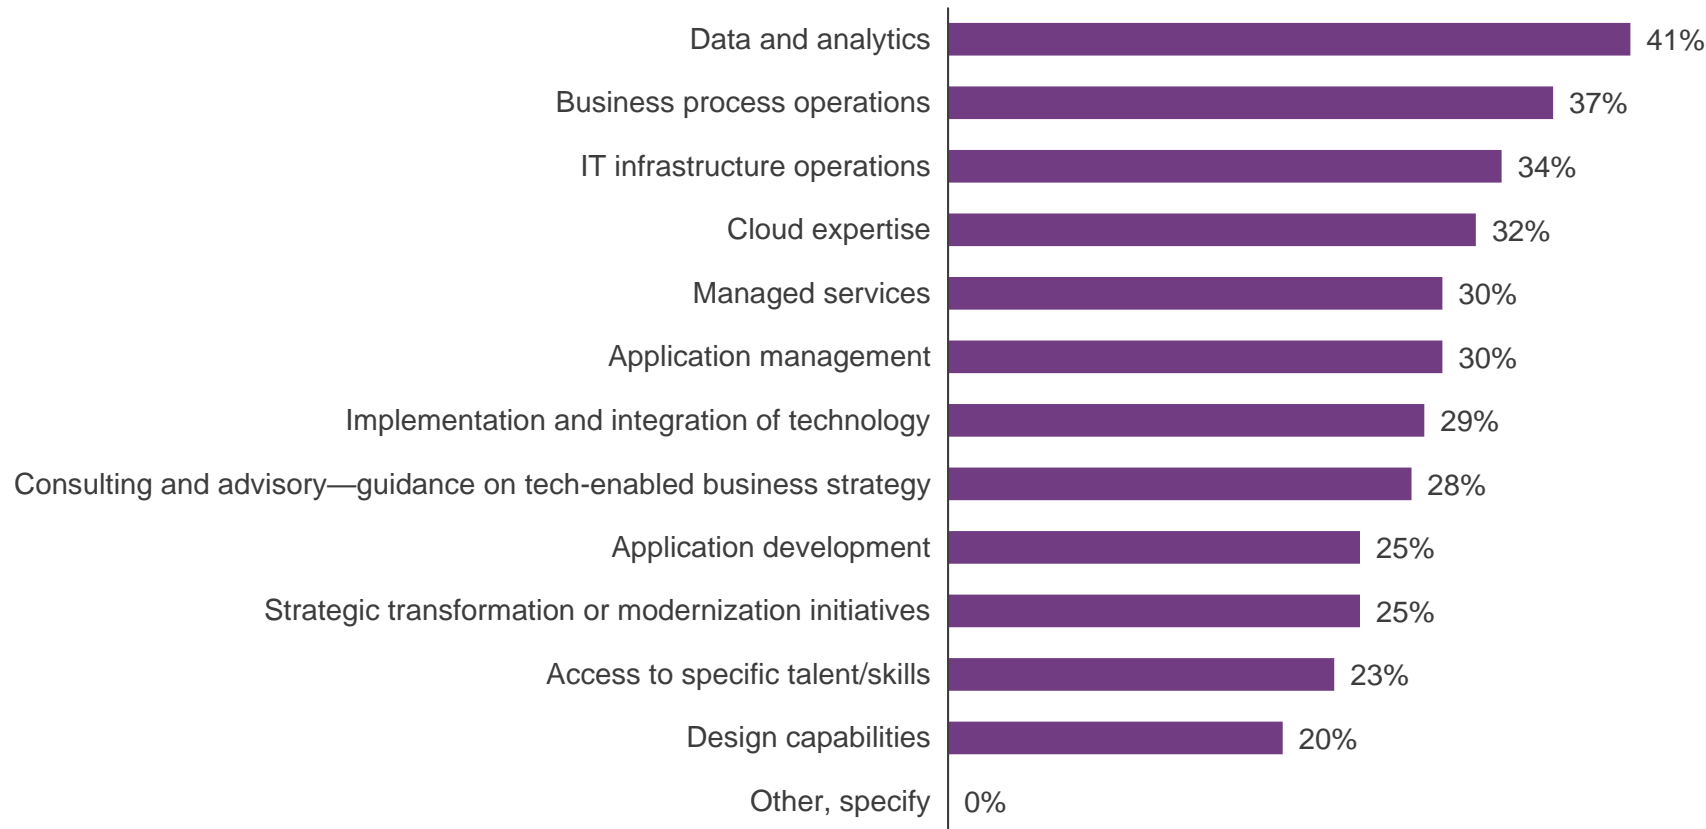 Data and analytics 41%
Business process operations 37%
IT infrastructure operations 34%
Cloud expertise 32%
Managed services 30%
Application management 30%
Implementation and integration of technology 29%
Consulting and advisory—guidance on tech-enabled business strategy 28%
Application development 25%
Strategic transformation or modernization initiatives 25%
Access to specific talent/skills 23%
Design capabilities 20%
Other, specify 0%